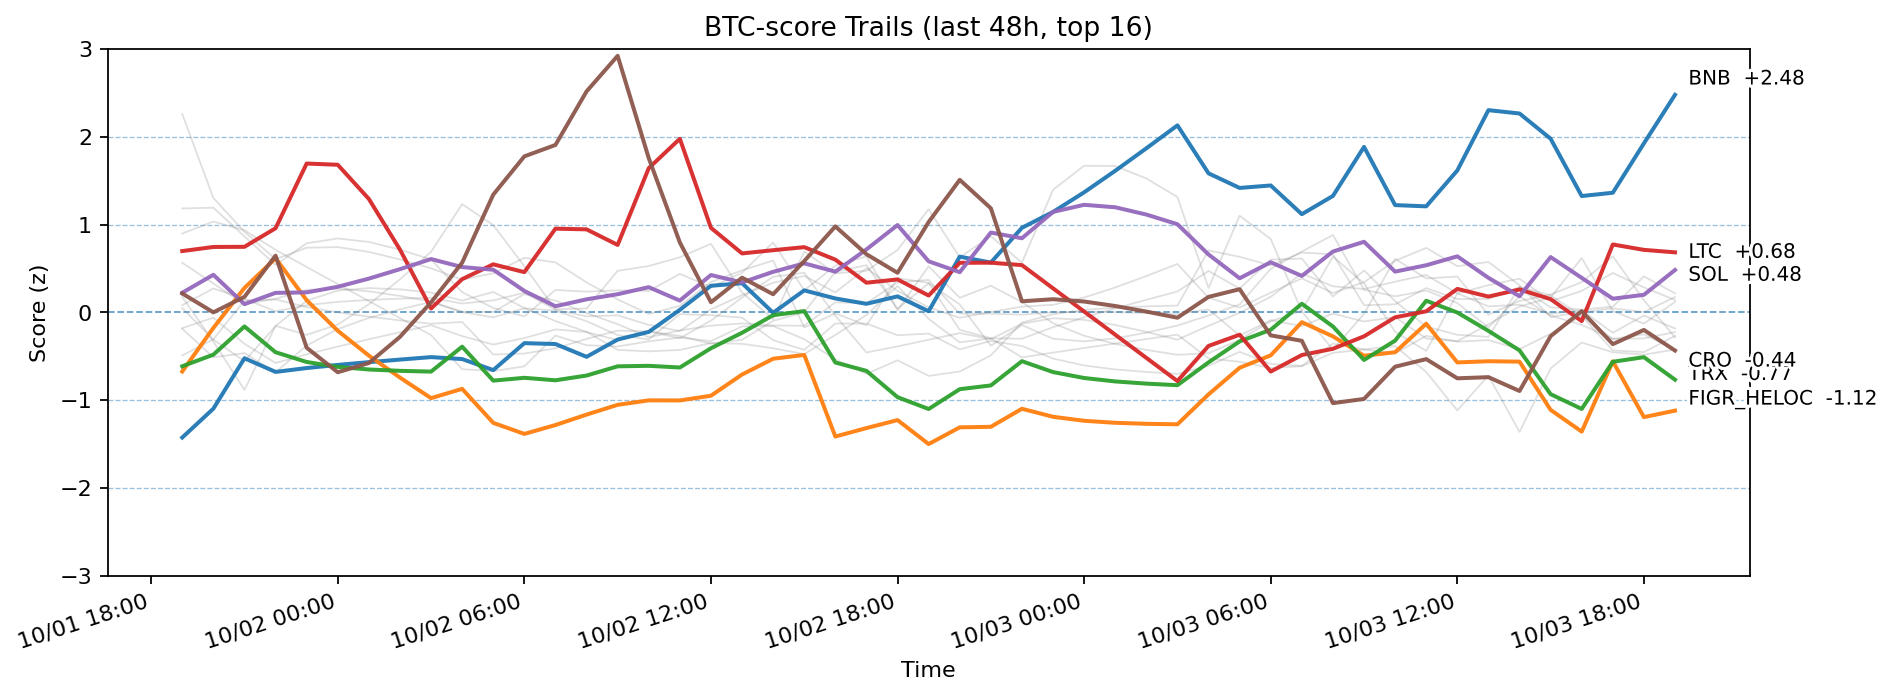 BTC-score Trails (last 48h, top 16)
Score (z)
3
2
1
0
−1
−2
−3
BNB +2.48
LTC +0.68
SOL +0.48
CRO -0.44
TRX -0.77
FIGR_HELOC -1.12
10/01 18:00
10/02 00:00
10/02 06:00
10/02 12:00
10/02 18:00
10/03 00:00
10/03 06:00
10/03 12:00
10/03 18:00
Time